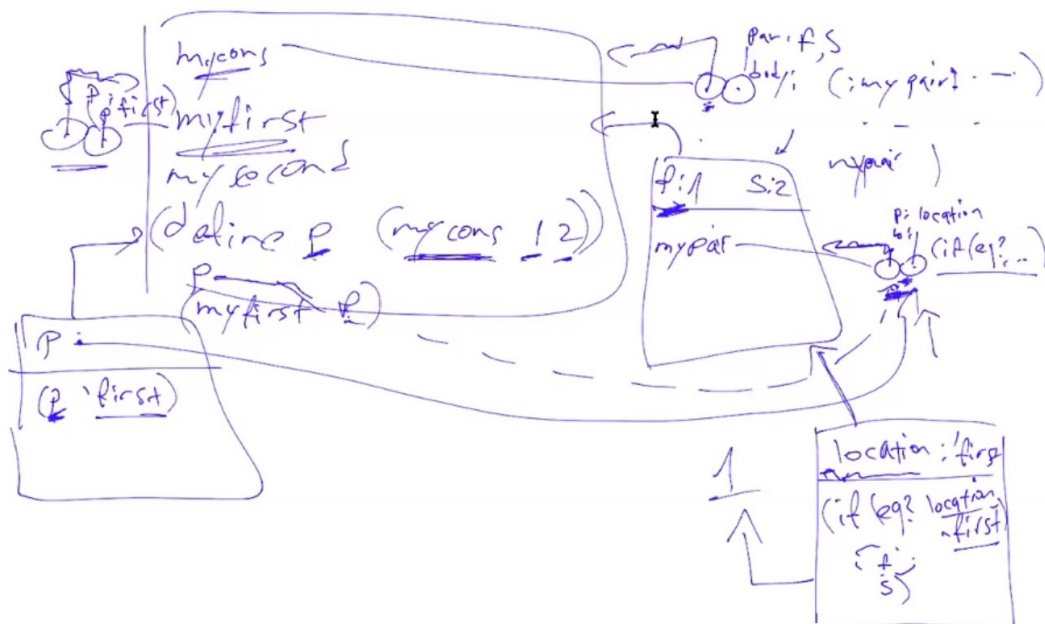 mycons
par: f, S
body:
(:mypair! - —)
- - -
mypair )
p 'first)
myfirst
mysecond
(define p (mycons 1 2))
p
(myfirst p)
f:1 S:2
mypair
p: location
(if (eq? ...)
p:
(p 'first)
1
location: 'first
(if (eq? location
'first)
f
s)